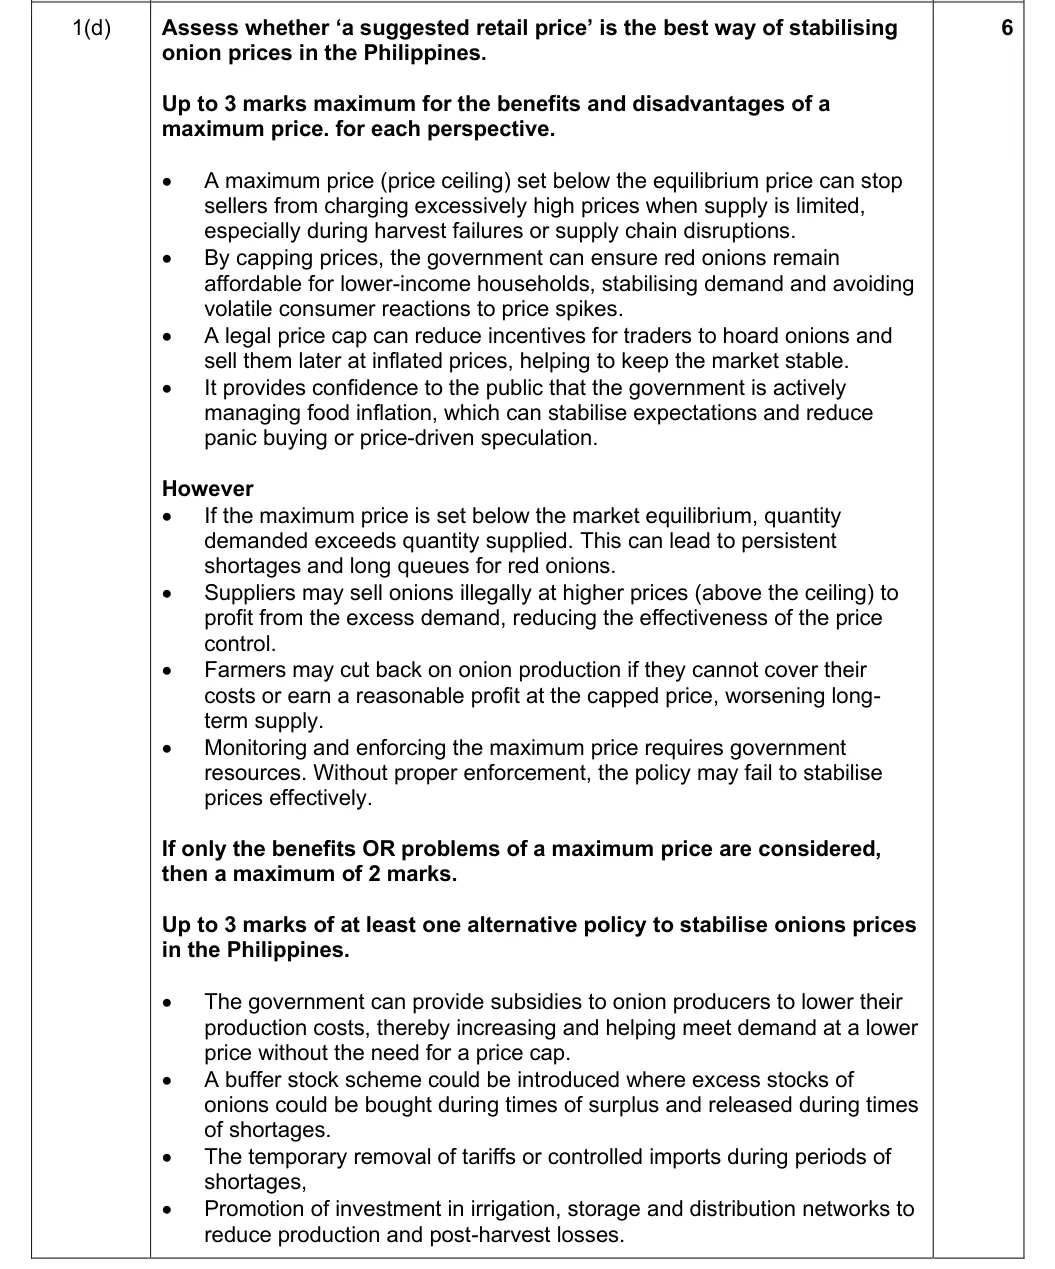 1(d) Assess whether ‘a suggested retail price’ is the best way of stabilising 6
onion prices in the Philippines.
Up to 3 marks maximum for the benefits and disadvantages of a
maximum price. for each perspective.
• A maximum price (price ceiling) set below the equilibrium price can stop
sellers from charging excessively high prices when supply is limited,
especially during harvest failures or supply chain disruptions.
• By capping prices, the government can ensure red onions remain
affordable for lower-income households, stabilising demand and avoiding
volatile consumer reactions to price spikes.
• A legal price cap can reduce incentives for traders to hoard onions and
sell them later at inflated prices, helping to keep the market stable.
• It provides confidence to the public that the government is actively
managing food inflation, which can stabilise expectations and reduce
panic buying or price-driven speculation.
However
• If the maximum price is set below the market equilibrium, quantity
demanded exceeds quantity supplied. This can lead to persistent
shortages and long queues for red onions.
• Suppliers may sell onions illegally at higher prices (above the ceiling) to
profit from the excess demand, reducing the effectiveness of the price
control.
• Farmers may cut back on onion production if they cannot cover their
costs or earn a reasonable profit at the capped price, worsening long-
term supply.
• Monitoring and enforcing the maximum price requires government
resources. Without proper enforcement, the policy may fail to stabilise
prices effectively.
If only the benefits OR problems of a maximum price are considered,
then a maximum of 2 marks.
Up to 3 marks of at least one alternative policy to stabilise onions prices
in the Philippines.
• The government can provide subsidies to onion producers to lower their
production costs, thereby increasing and helping meet demand at a lower
price without the need for a price cap.
• A buffer stock scheme could be introduced where excess stocks of
onions could be bought during times of surplus and released during times
of shortages.
• The temporary removal of tariffs or controlled imports during periods of
shortages,
• Promotion of investment in irrigation, storage and distribution networks to
reduce production and post-harvest losses.